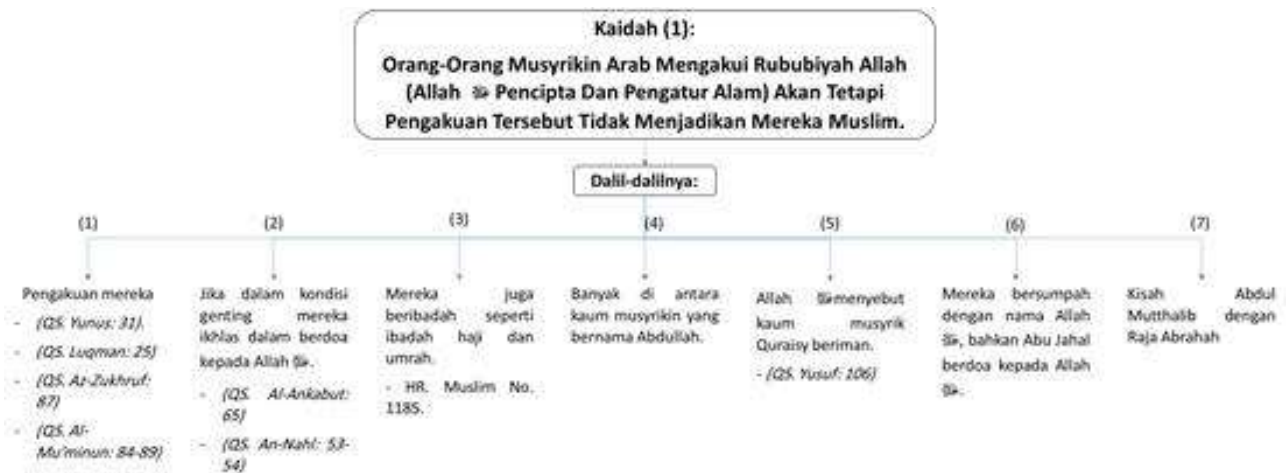 Kaidah (1):
Orang-Orang Musyrikin Arab Mengakui Rububiyah Allah
(Allah ﷻ Pencipta Dan Pengatur Alam) Akan Tetapi
Pengakuan Tersebut Tidak Menjadikan Mereka Muslim.
Dalil-dalilnya:
(1)
Pengakuan mereka
- (QS. Yunus: 31).
- (QS. Luqman: 25)
- (QS. Az-Zukhruf:
87)
- (QS. Al-
Mu'minun: 84-89)
(2)
Jika dalam kondisi
genting mereka
ikhlas dalam berdoa
kepada Allah ﷻ.
- (QS. Al-Ankabut:
65)
- (QS. An-Nahl: 53-
54)
(3)
Mereka juga
beribadah seperti
ibadah haji dan
umrah.
- HR. Muslim No.
1185.
(4)
Banyak di antara
kaum musyrikin yang
bernama Abdullah.
(5)
Allah ﷻmenyebut
kaum musyrik
Quraisy beriman.
- (QS. Yusuf: 106)
(6)
Mereka bersumpah
dengan nama Allah
ﷻ, bahkan Abu Jahal
berdoa kepada Allah
ﷻ.
(7)
Kisah Abdul
Mutthalib dengan
Raja Abrahah